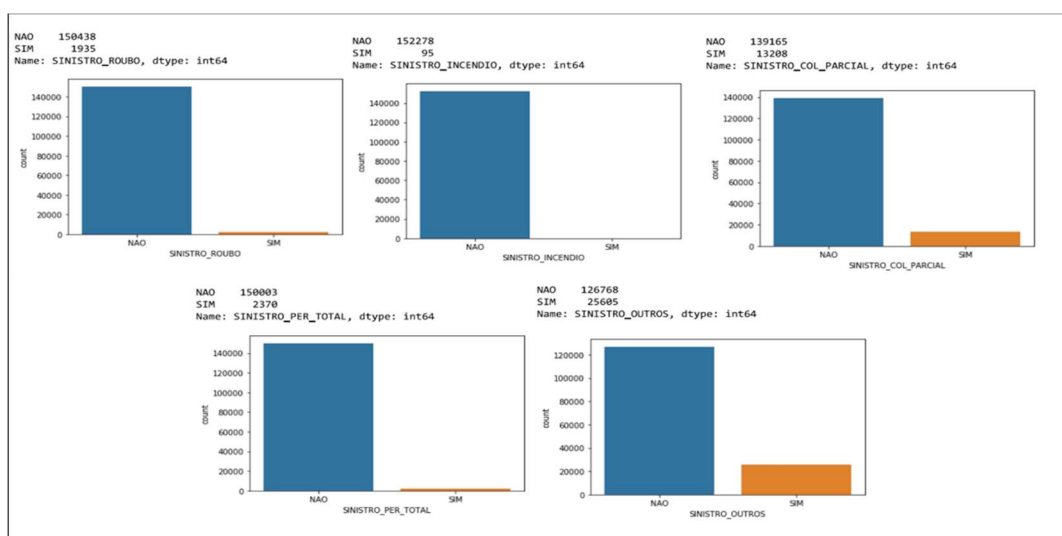 NAO 150438
SIM 1935
Name: SINISTRO_ROUBO, dtype: int64
140000
120000
100000
80000
60000
40000
20000
0
count
NAO SIM
SINISTRO_ROUBO
NAO 152278
SIM 95
Name: SINISTRO_INCENDIO, dtype: int64
140000
120000
100000
80000
60000
40000
20000
0
count
NAO SIM
SINISTRO_INCENDIO
NAO 139165
SIM 13208
Name: SINISTRO_COL_PARCIAL, dtype: int64
140000
120000
100000
80000
60000
40000
20000
0
count
NAO SIM
SINISTRO_COL_PARCIAL
NAO 150003
SIM 2370
Name: SINISTRO_PER_TOTAL, dtype: int64
140000
120000
100000
80000
60000
40000
20000
0
count
NAO SIM
SINISTRO_PER_TOTAL
NAO 126768
SIM 25605
Name: SINISTRO_OUTROS, dtype: int64
120000
100000
80000
60000
40000
20000
0
count
NAO SIM
SINISTRO_OUTROS